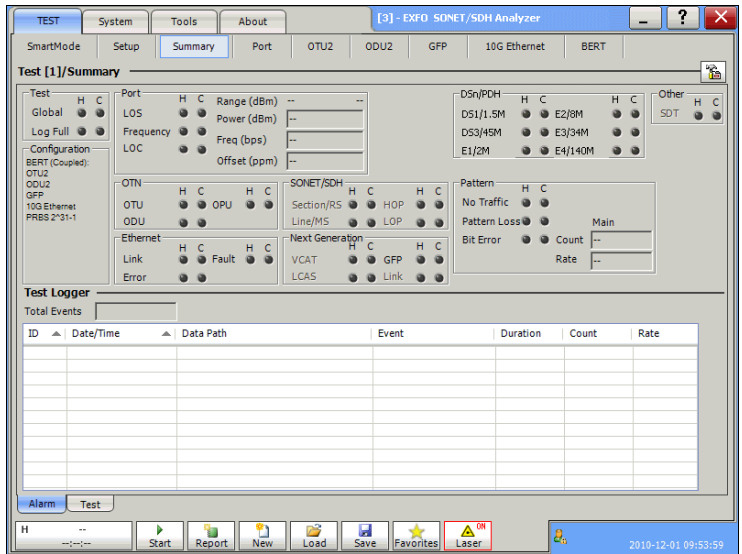 TEST System Tools About [3] - EXFO SONET/SDH Analyzer ?
SmartMode Setup Summary Port OTU2 ODU2 GFP 10G Ethernet BERT
Test [1]/Summary
Test H C
Global
Log Full
Configuration
BERT (Coupled):
OTU2
ODU2
GFP
10G Ethernet
PRBS 2^31-1
Port H C Range (dBm) -- --
LOS Power (dBm) --
Frequency Freq (bps) --
LOC Offset (ppm) --
DSn/PDH H C H C
DS1/1.5M E2/8M
DS3/45M E3/34M
E1/2M E4/140M
Other H C
SDT
OTN H C H C
OTU OPU
ODU
SONET/SDH H C H C
Section/RS HOP
Line/MS LOP
Pattern H C
No Traffic
Pattern Loss Main
Bit Error Count --
Rate --
Ethernet H C H C
Link Fault
Error
Next Generation H C H C
VCAT GFP
LCAS Link
Test Logger
Total Events
ID Date/Time Data Path Event Duration Count Rate
Alarm Test
H -- --:--:-- Start Report New Load Save Favorites ON Laser
2010-12-01 09:53:59